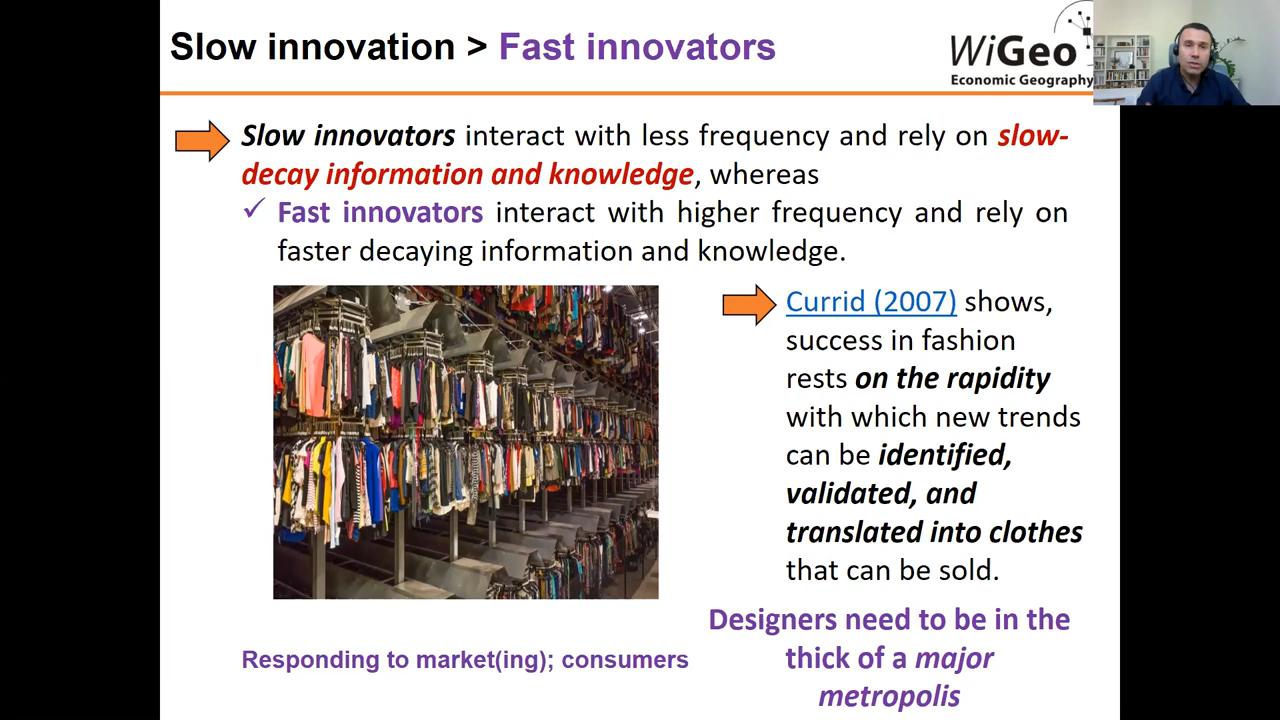 Slow innovation > Fast innovators
WiGeo
Economic Geography
Slow innovators interact with less frequency and rely on slow-
decay information and knowledge, whereas
✓ Fast innovators interact with higher frequency and rely on
faster decaying information and knowledge.
Currid (2007) shows,
success in fashion
rests on the rapidity
with which new trends
can be identified,
validated, and
translated into clothes
that can be sold.
Designers need to be in the
thick of a major
metropolis
Responding to market(ing); consumers